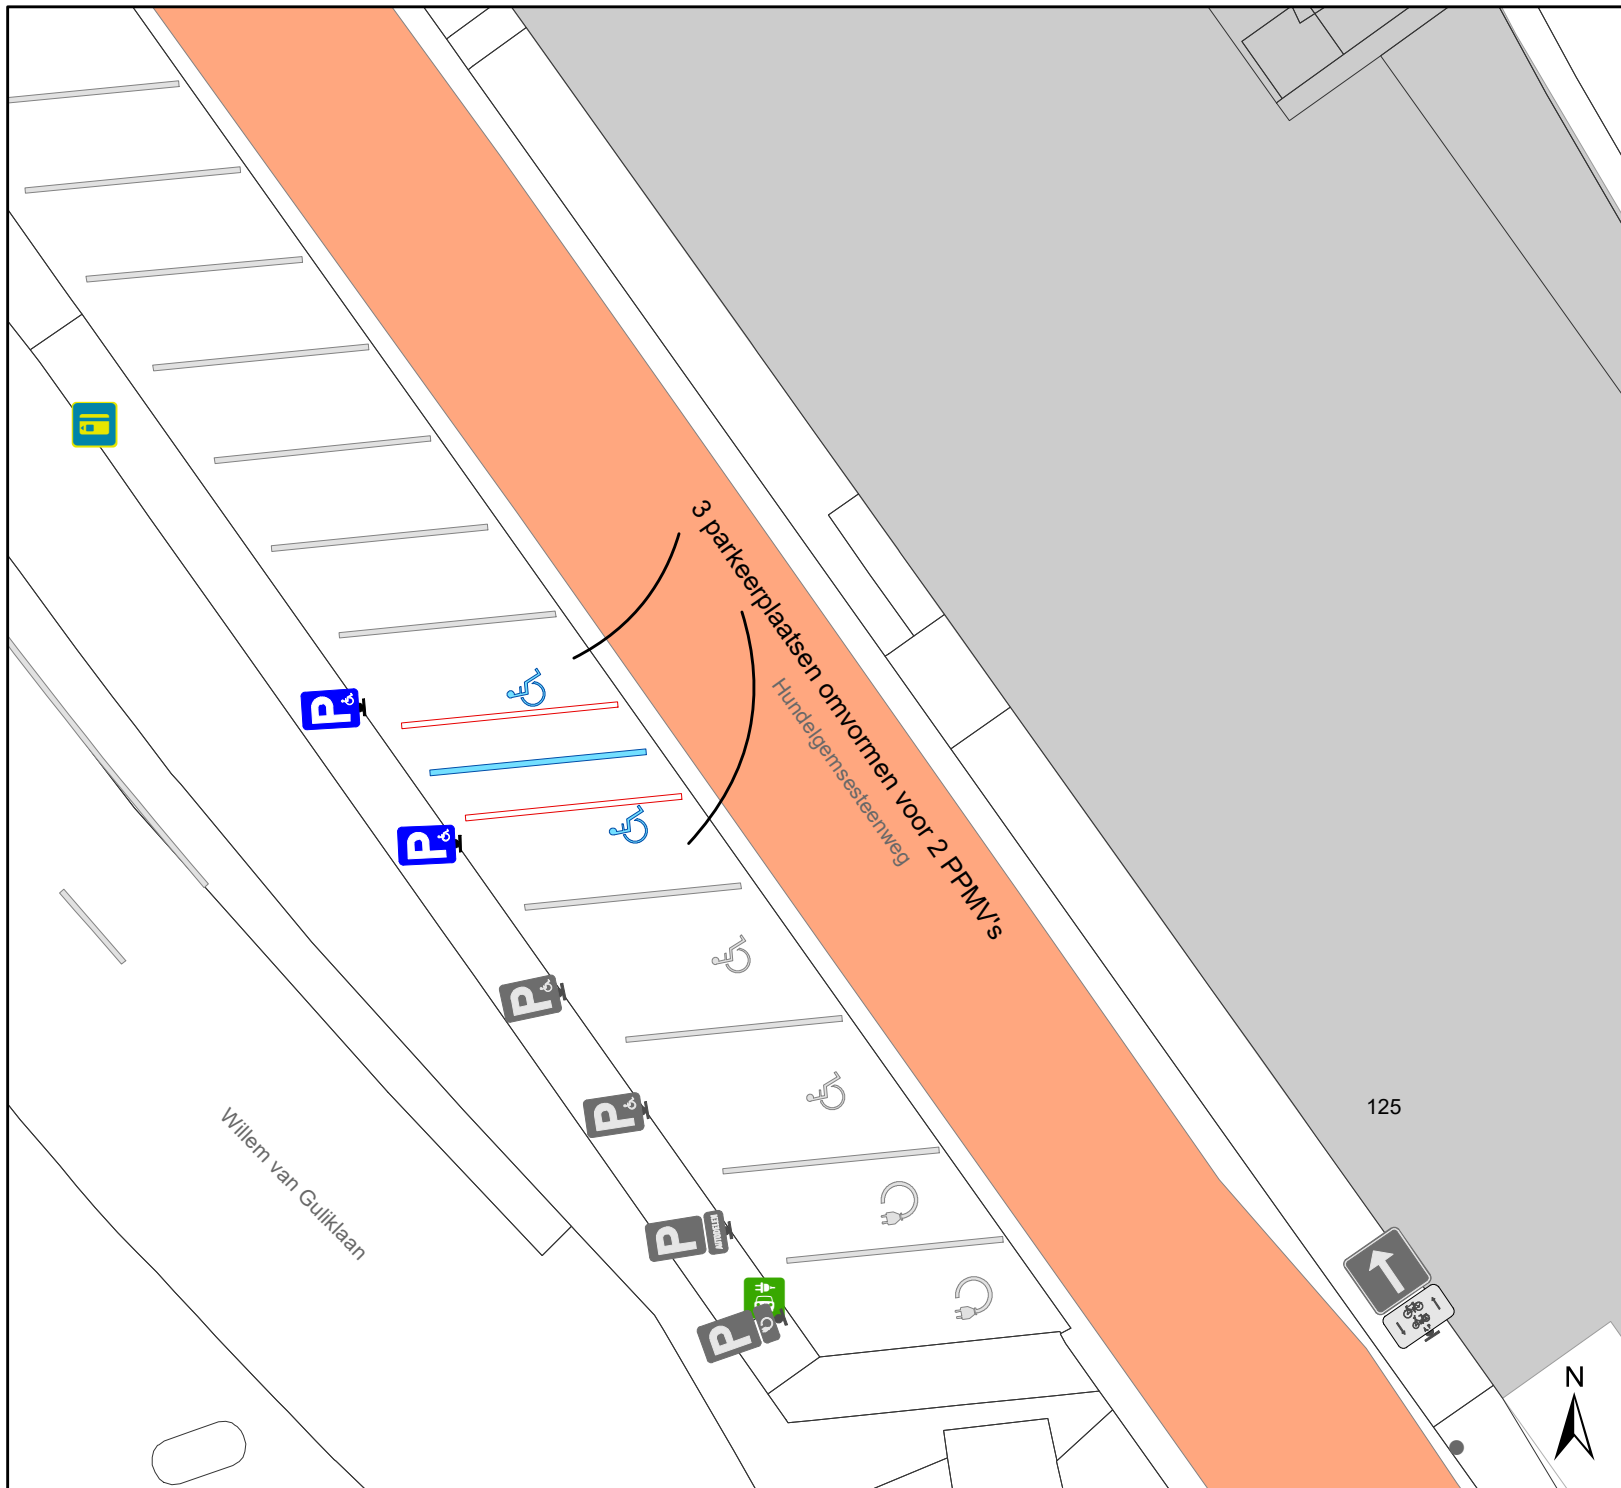 3 parkeerplaatsen omvormen voor 2 PPMV's
Hundelgemsesteenweg
P
P
P
P
P
P
Willem van Guliklaan
125
N